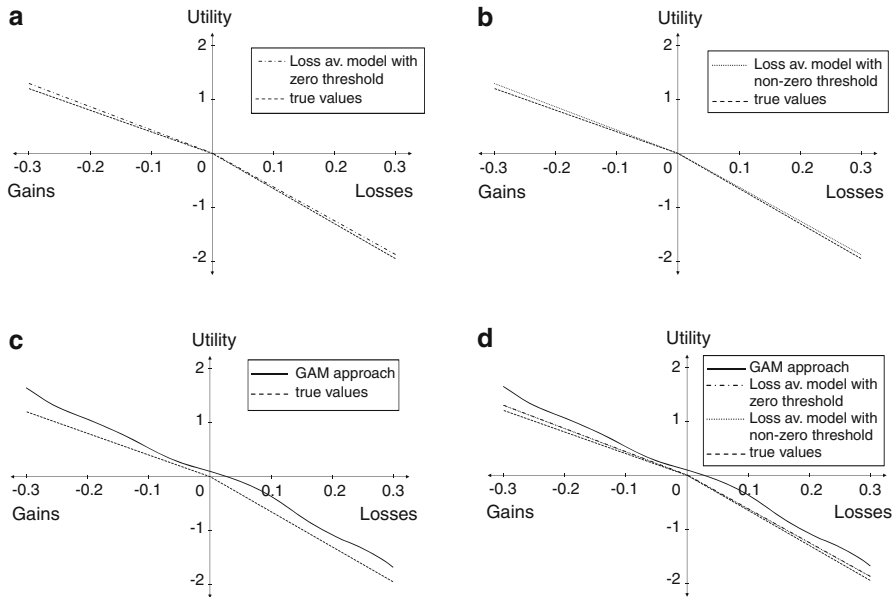 a
Utility
2
1
-1
-2
-0.3
-0.2
-0.1
0
0.1
0.2
0.3
Gains
Losses
Loss av. model with
zero threshold
true values
b
Utility
2
1
-1
-2
-0.3
-0.2
-0.1
0
0.1
0.2
0.3
Gains
Losses
Loss av. model with
non-zero threshold
true values
c
Utility
2
1
-1
-2
-0.3
-0.2
-0.1
0
0.1
0.2
0.3
Gains
Losses
GAM approach
true values
d
Utility
2
1
-1
-2
-0.3
-0.2
-0.1
0
0.1
0.2
0.3
Gains
Losses
GAM approach
Loss av. model with
zero threshold
Loss av. model with
non-zero threshold
true values